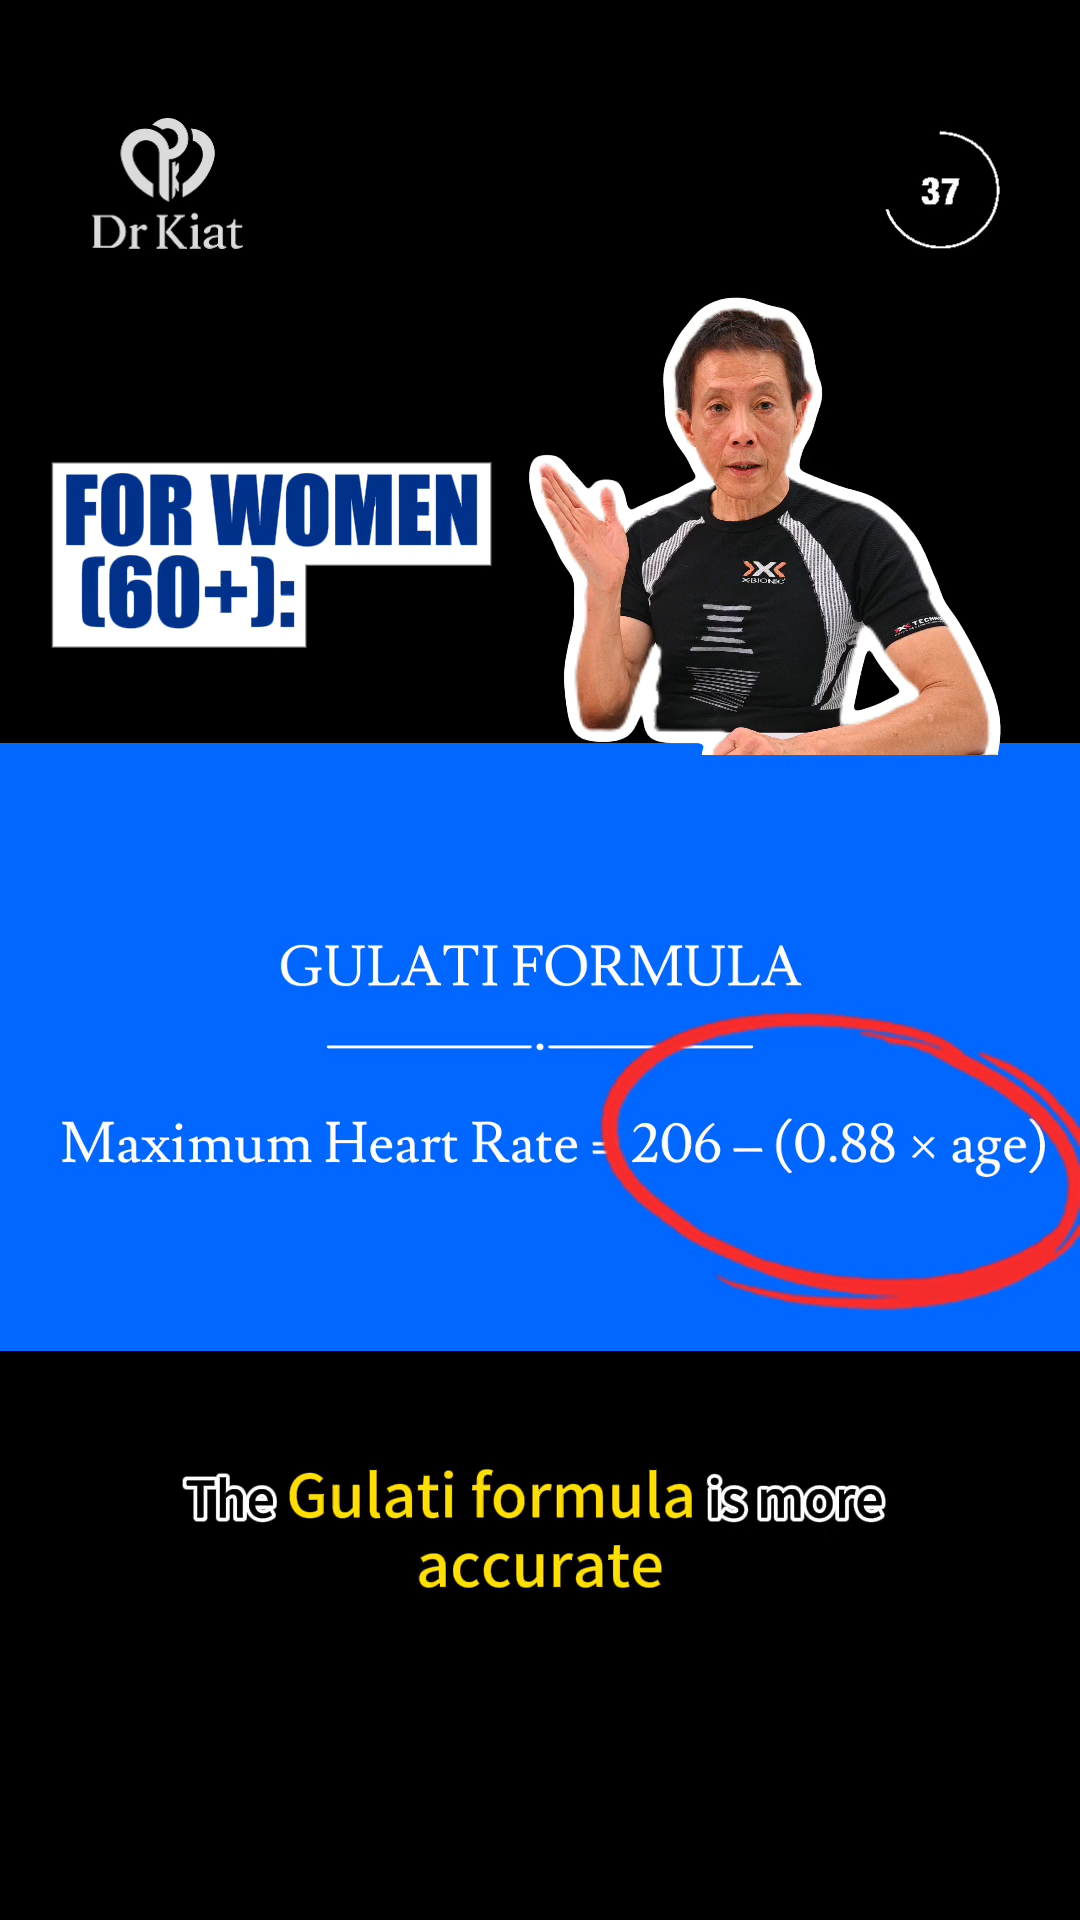 Dr Kiat
37
FOR WOMEN
(60+):
X-BIONIC
GULATI FORMULA
Maximum Heart Rate = 206 – (0.88 × age)
The Gulati formula is more
accurate